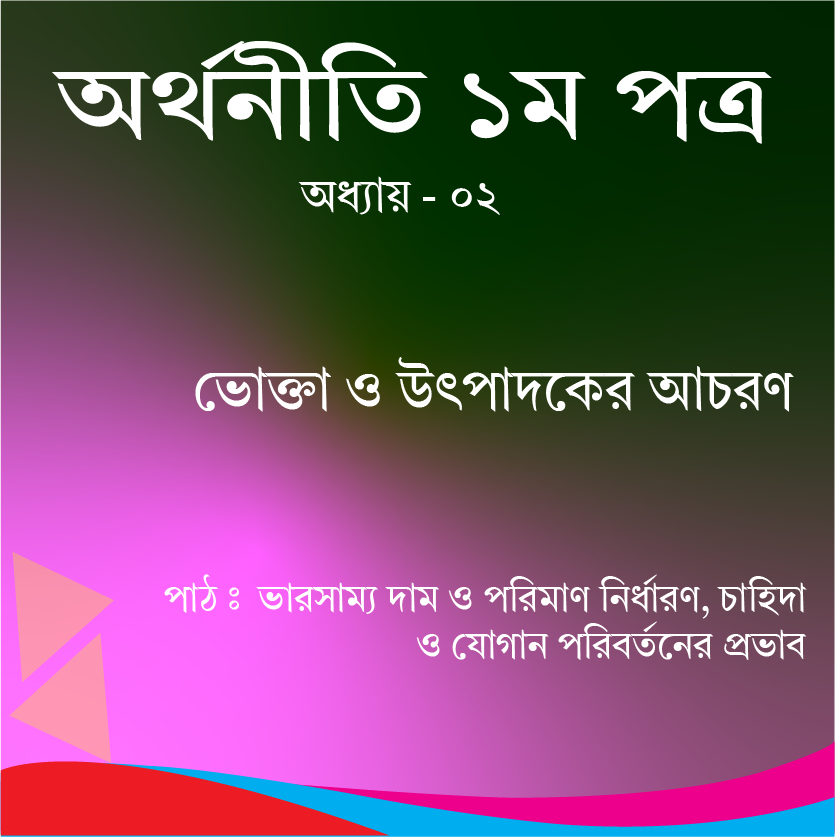 অর্থনীতি ১ম পত্র
অধ্যায় - ০২
ভোক্তা ও উৎপাদকের আচরণ
পাঠ ঃ ভারসাম্য দাম ও পরিমাণ নির্ধারণ, চাহিদা
ও যোগান পরিবর্তনের প্রভাব